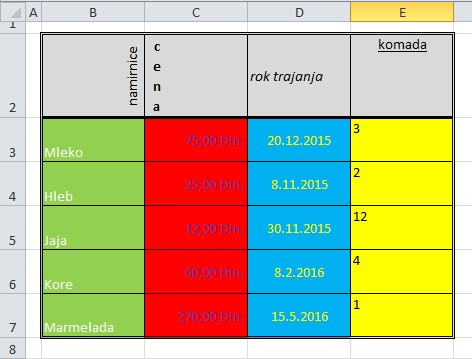 A B C D E
1
2 namirnice cena rok trajanja komada
3 Mleko 75,00 Din. 20.12.2015 3
4 Hleb 25,00 Din. 8.11.2015 2
5 Jaja 12,00 Din. 30.11.2015 12
6 Kore 60,00 Din. 8.2.2016 4
7 Marmelada 270,00 Din. 15.5.2016 1
8